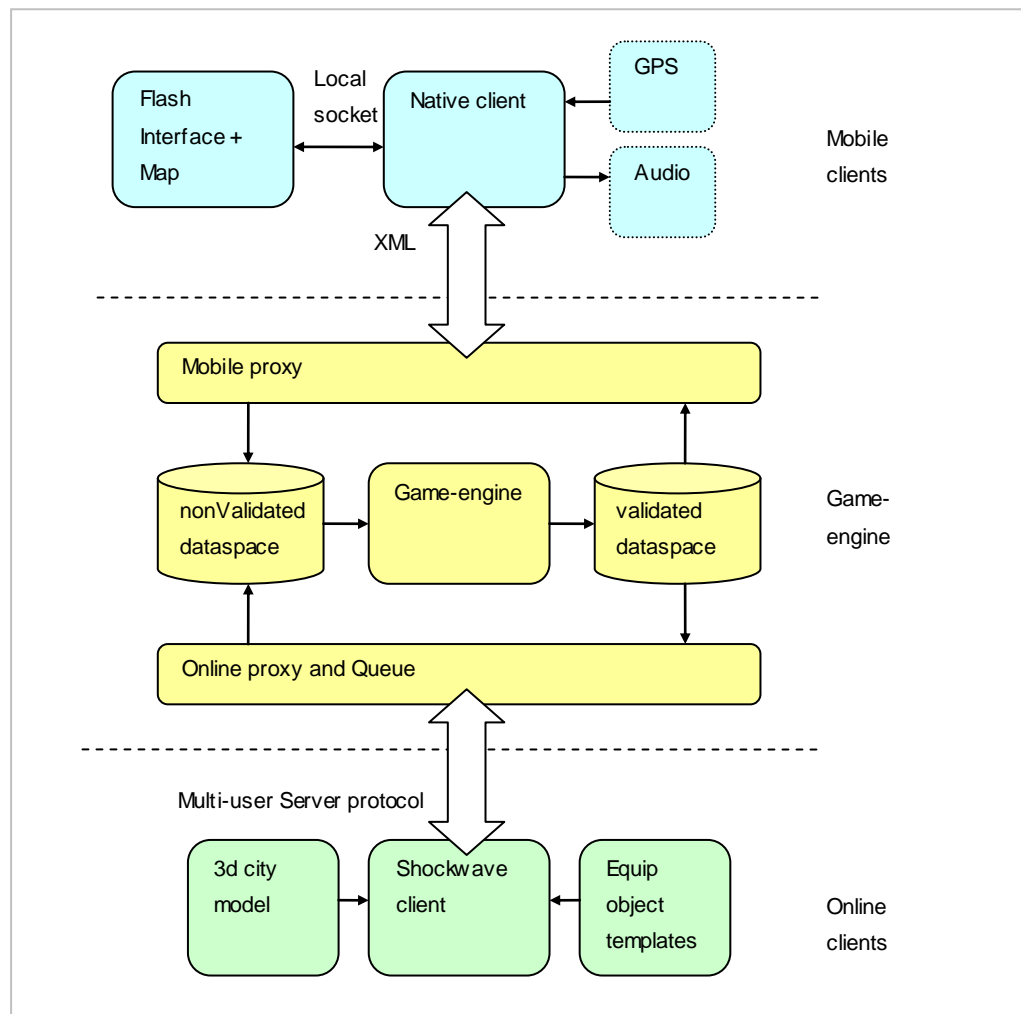 Flash
Interface +
Map
Local
socket
Native client
GPS
Audio
Mobile
clients
XML
Mobile proxy
nonValidated
dataspace
Game-engine
validated
dataspace
Game-
engine
Online proxy and Queue
Multi-user Server protocol
3d city
model
Shockwave
client
Equip
object
templates
Online
clients